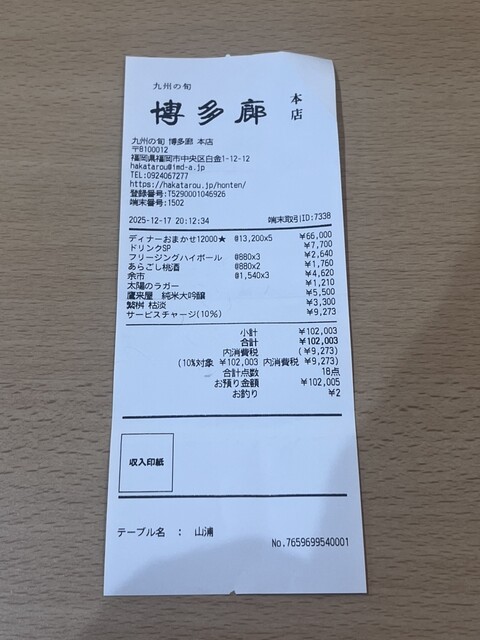 九州の旬
博多廊 本店
九州の旬 博多廊 本店
〒8100012
福岡県福岡市中央区白金1-12-12
hakatarou@imd-a.jp
TEL:0924067277
https://hakatarou.jp/honten/
登録番号:T5290001046926
端末番号:1502
2025-12-17 20:12:34 端末取引ID:7338
ディナーおまかせ12000★ @13,200x5 ¥66,000
ドリンクSP ¥7,700
フリージングハイボール @880x3 ¥2,640
あらごし桃酒 @880x2 ¥1,760
余市 @1,540x3 ¥4,620
太陽のラガー ¥1,210
鷹来屋 純米大吟醸 ¥5,500
繁桝 枯淡 ¥3,300
サービスチャージ(10%) ¥9,273
小計 ¥102,003
合計 ¥102,003
内消費税 (¥9,273)
(10%対象 ¥102,003 内消費税 ¥9,273)
合計点数 18点
お預り金額 ¥102,005
お釣り ¥2
収入印紙
テーブル名 : 山浦
No.7659699540001